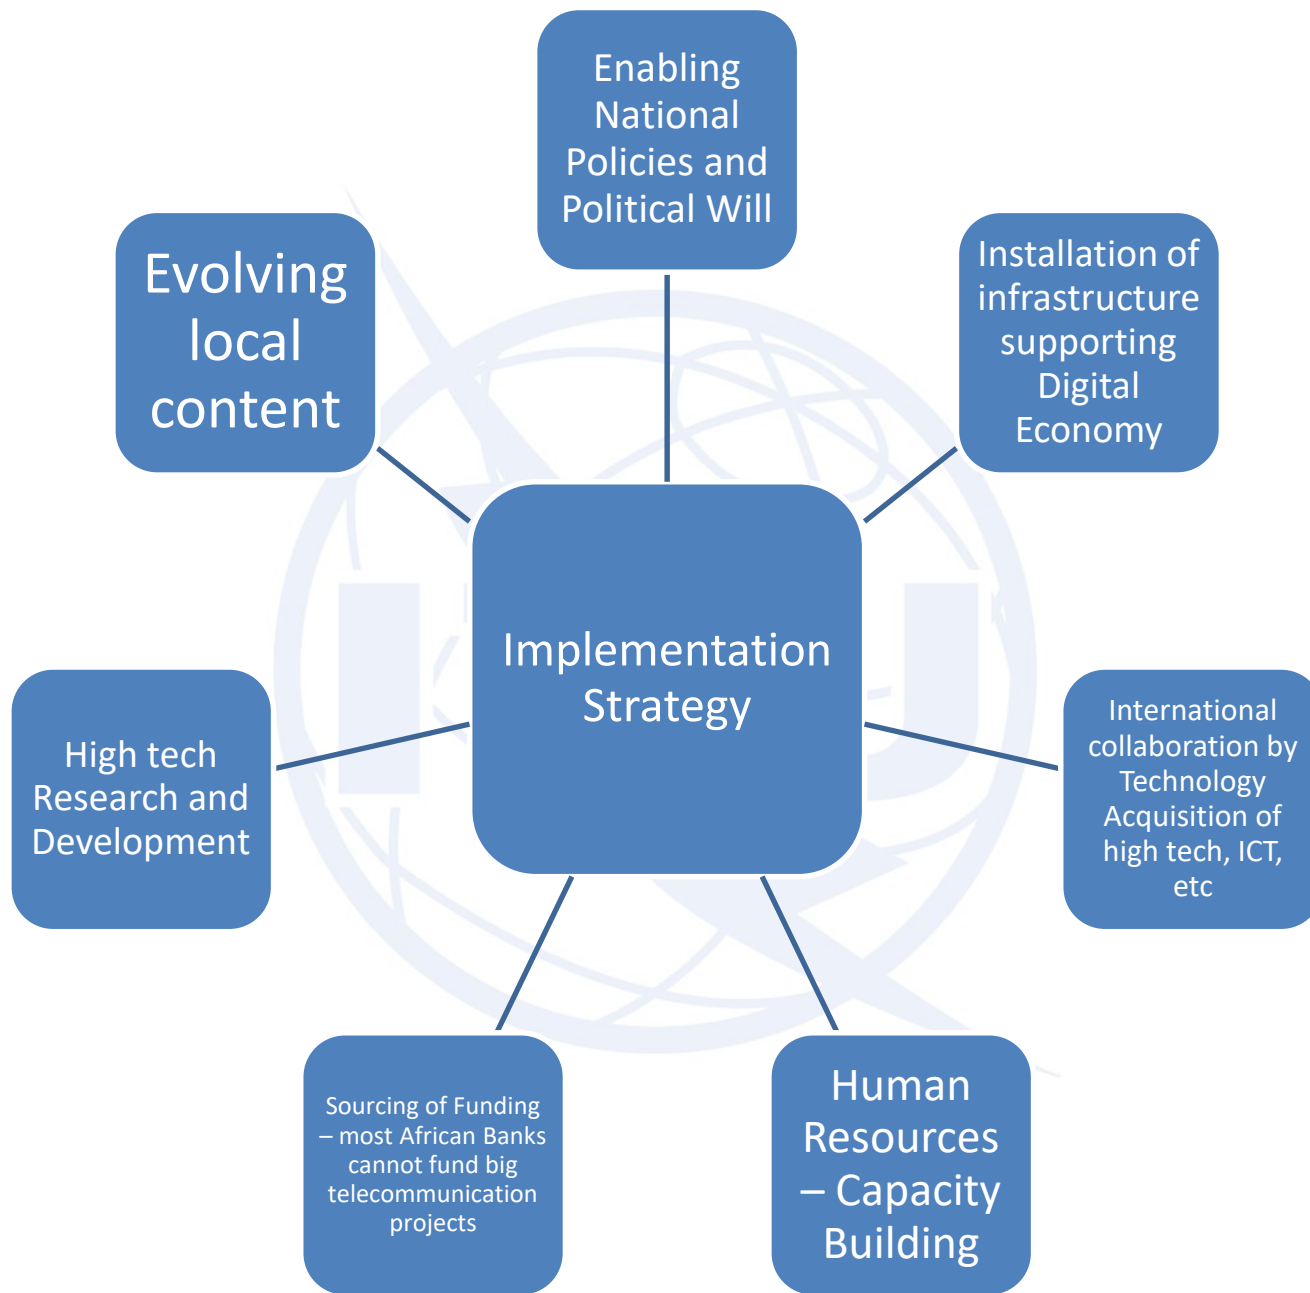 Enabling
National
Policies and
Political Will
Installation of
infrastructure
supporting
Digital
Economy
International
collaboration by
Technology
Acquisition of
high tech, ICT,
etc
Human
Resources
– Capacity
Building
Sourcing of Funding
– most African Banks
cannot fund big
telecommunication
projects
High tech
Research and
Development
Evolving
local
content
Implementation
Strategy